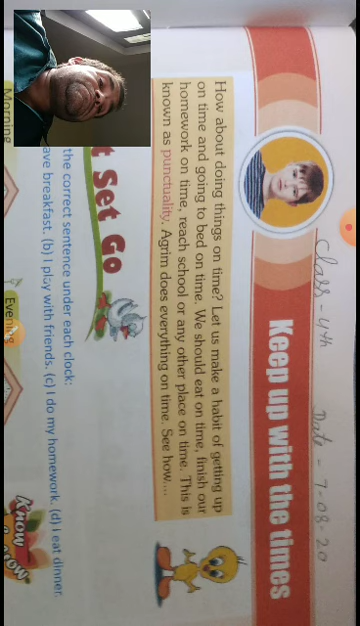 Class - 4th Date - 7-08-20
Keep up with the times
How about doing things on time? Let us make a habit of getting up
on time and going to bed on time. We should eat on time, finish our
homework on time, reach school or any other place on time. This is
known as punctuality. Agrim does everything on time. See how....
t Set Go
the correct sentence under each clock:
ave breakfast. (b) I play with friends. (c) I do my homework. (d) I eat dinner.
Morning
Evening
Know